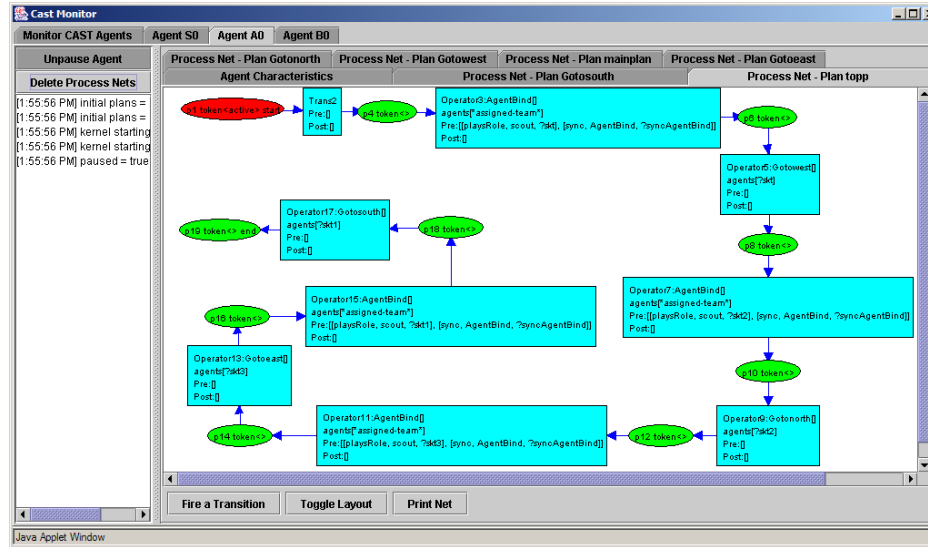 Cast Monitor
Monitor CAST Agents
Agent S0
Agent A0
Agent B0
Unpause Agent
Delete Process Nets
[1:55:56 PM] initial plans =
[1:55:56 PM] initial plans =
[1:55:56 PM] kernel starting
[1:55:56 PM] kernel starting
[1:55:56 PM] paused = true
Process Net - Plan Gotonorth
Process Net - Plan Gotowest
Process Net - Plan mainplan
Process Net - Plan Gotoeast
Agent Characteristics
Process Net - Plan Gotosouth
Process Net - Plan topp
p1 token<active> start
Trans2
Pre:[]
Post:[]
p4 token<>
Operator3:AgentBind[]
agents["assigned-team"]
Pre:[[playsRole, scout, ?skt], [sync, AgentBind, ?syncAgentBind]]
Post:[]
p6 token<>
Operator5:Gotowest[]
agents[?skt]
Pre:[]
Post:[]
p8 token<>
Operator7:AgentBind[]
agents["assigned-team"]
Pre:[[playsRole, scout, ?skt2], [sync, AgentBind, ?syncAgentBind]]
Post:[]
p10 token<>
Operator9:Gotonorth[]
agents[?skt2]
Pre:[]
Post:[]
p12 token<>
Operator11:AgentBind[]
agents["assigned-team"]
Pre:[[playsRole, scout, ?skt3], [sync, AgentBind, ?syncAgentBind]]
Post:[]
p14 token<>
Operator13:Gotoeast[]
agents[?skt3]
Pre:[]
Post:[]
p16 token<>
Operator15:AgentBind[]
agents["assigned-team"]
Pre:[[playsRole, scout, ?skt1], [sync, AgentBind, ?syncAgentBind]]
Post:[]
p18 token<>
Operator17:Gotosouth[]
agents[?skt1]
Pre:[]
Post:[]
p19 token<> end
Fire a Transition
Toggle Layout
Print Net
Java Applet Window